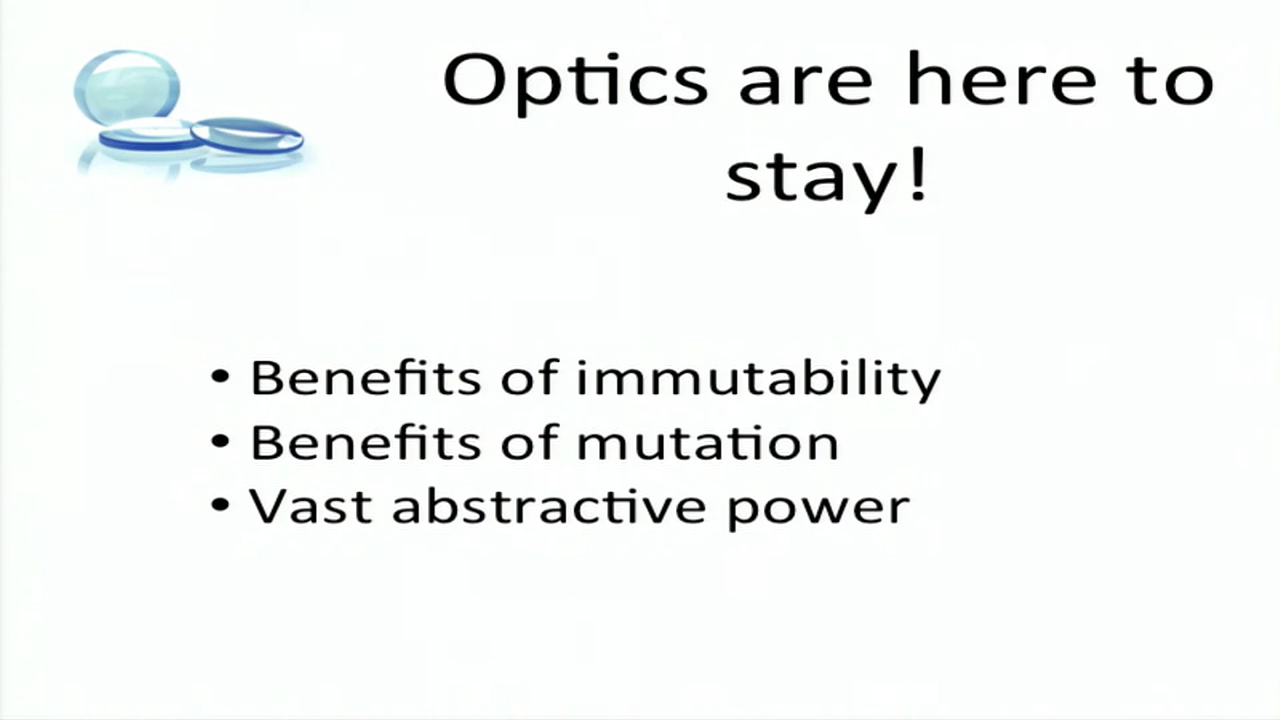 Optics are here to
stay!
• Benefits of immutability
• Benefits of mutation
• Vast abstractive power